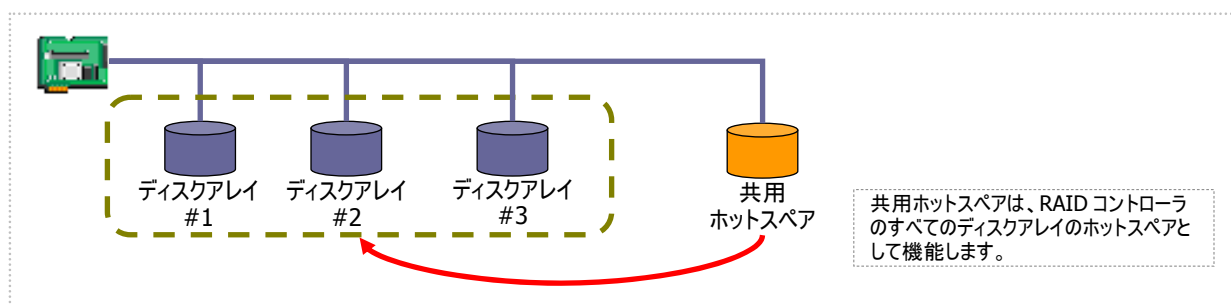 ディスクアレイ
#1
ディスクアレイ
#2
ディスクアレイ
#3
共用
ホットスペア
共用ホットスペアは、RAID コントローラ
のすべてのディスクアレイのホットスペアと
して機能します。